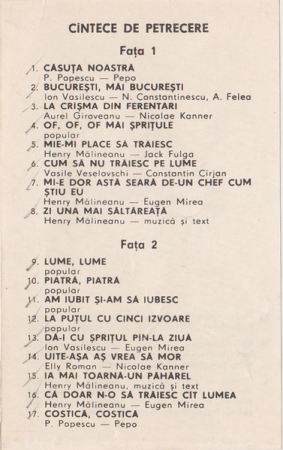 CÎNTECE DE PETRECERE
Fața 1
1. CĂSUȚA NOASTRĂ
P. Popescu — Pepo
2. BUCUREȘTI, MĂI BUCUREȘTI
Ion Vasilescu — N. Constantinescu, A. Felea
3. LA CRÎȘMA DIN FERENTARI
Aurel Giroveanu — Nicolae Kanner
4. OF, OF, OF MĂI ȘPRIȚULE
popular
5. MIE-MI PLACE SĂ TRĂIESC
Henry Mălineanu — Jack Fulga
6. CUM SĂ NU TRĂIESC PE LUME
Vasile Veselovschi — Constantin Cîrjan
7. MI-E DOR ASTĂ SEARĂ DE-UN CHEF CUM
ȘTIU EU
Henry Mălineanu — Eugen Mirea
8. ZI UNA MAI SĂLTĂREAȚĂ
Henry Mălineanu — muzică și text
Fața 2
9. LUME, LUME
popular
10. PIATRĂ, PIATRĂ
popular
11. AM IUBIT ȘI-AM SĂ IUBESC
popular
12. LA PUȚUL CU CINCI IZVOARE
popular
13. DĂ-I CU ȘPRIȚUL PÎN-LA ZIUĂ
Ion Vasilescu — Eugen Mirea
14. UITE-AȘA AȘ VREA SĂ MOR
Elly Roman — Nicolae Kanner
15. IA MAI TOARNĂ-UN PĂHĂREL
Henry Mălineanu, muzică și text
16. CĂ DOAR N-O SĂ TRĂIESC CÎT LUMEA
Henry Mălineanu — Eugen Mirea
17. COSTICĂ, COSTICĂ
P. Popescu — Pepo